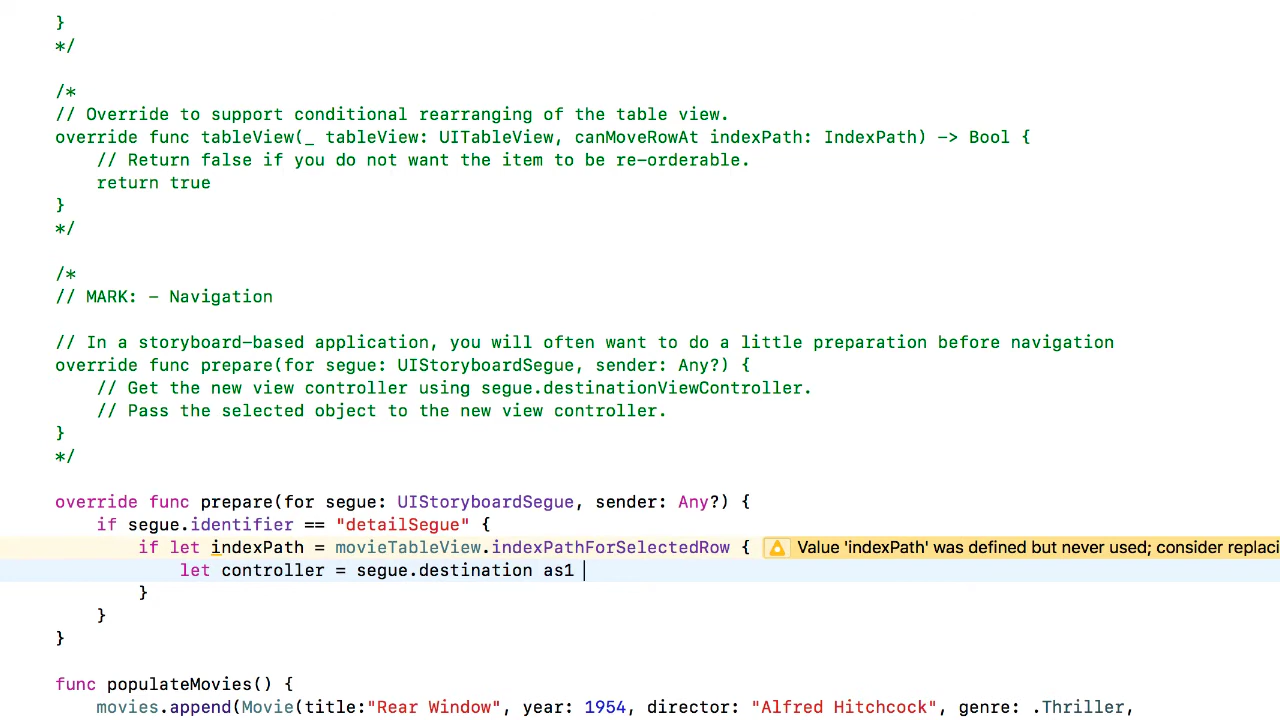 }
*/
/*
// Override to support conditional rearranging of the table view.
override func tableView(_ tableView: UITableView, canMoveRowAt indexPath: IndexPath) -> Bool {
// Return false if you do not want the item to be re-orderable.
return true
}
*/
/*
// MARK: - Navigation
// In a storyboard-based application, you will often want to do a little preparation before navigation
override func prepare(for segue: UIStoryboardSegue, sender: Any?) {
// Get the new view controller using segue.destinationViewController.
// Pass the selected object to the new view controller.
}
*/
override func prepare(for segue: UIStoryboardSegue, sender: Any?) {
if segue.identifier == "detailSegue" {
if let indexPath = movieTableView.indexPathForSelectedRow { Value 'indexPath' was defined but never used; consider replaci
let controller = segue.destination as1
}
}
}
func populateMovies() {
movies.append(Movie(title:"Rear Window", year: 1954, director: "Alfred Hitchcock", genre: .Thriller,